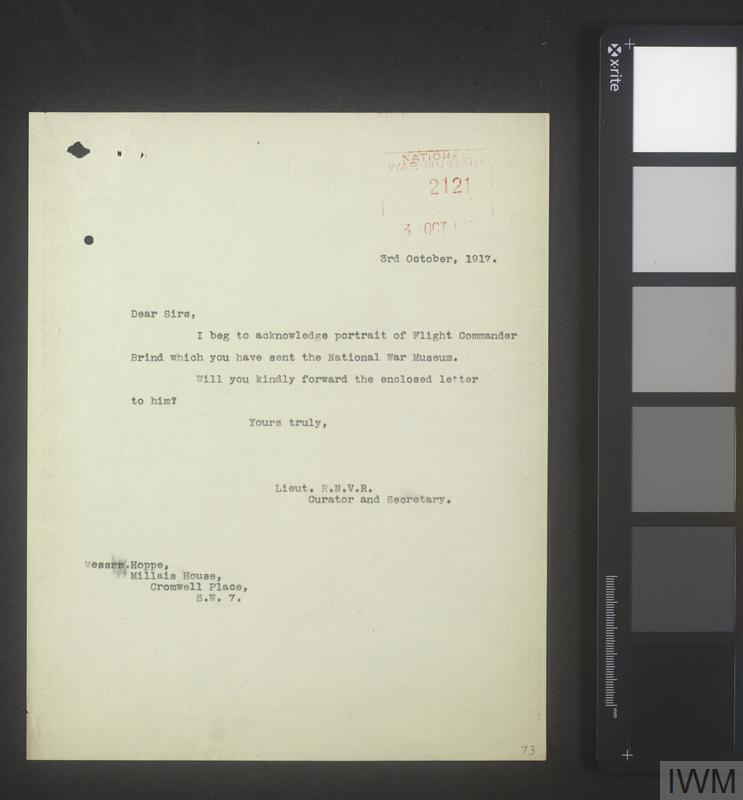 NATIONAL
WAR MUSEUM
2121
3 OCT
3rd October, 1917.
Dear Sirs,
I beg to acknowledge portrait of Flight Commander
Brind which you have sent the National War Museum.
Will you kindly forward the enclosed letter
to him?
Yours truly,
Lieut. R.N.V.R.
Curator and Secretary.
Messrs.Hoppe,
Millais House,
Cromwell Place,
S.W. 7.
73
x-rite
mm
IWM